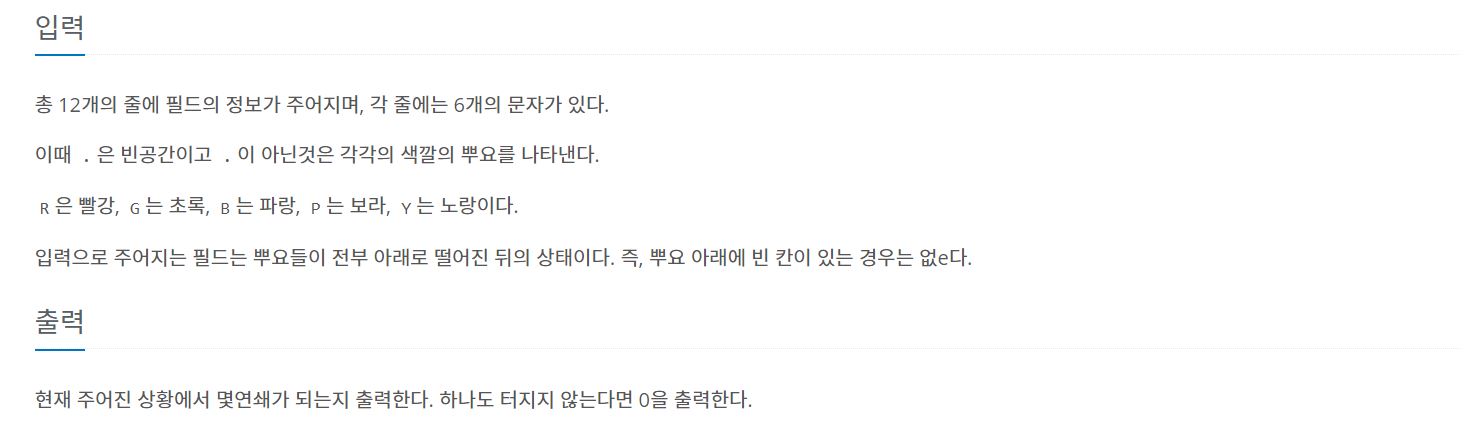 입력
총 12개의 줄에 필드의 정보가 주어지며, 각 줄에는 6개의 문자가 있다.
이때 . 은 빈공간이고 . 이 아닌것은 각각의 색깔의 뿌요를 나타낸다.
R 은 빨강, G 는 초록, B 는 파랑, P 는 보라, Y 는 노랑이다.
입력으로 주어지는 필드는 뿌요들이 전부 아래로 떨어진 뒤의 상태이다. 즉, 뿌요 아래에 빈 칸이 있는 경우는 없e다.
출력
현재 주어진 상황에서 몇연쇄가 되는지 출력한다. 하나도 터지지 않는다면 0을 출력한다.